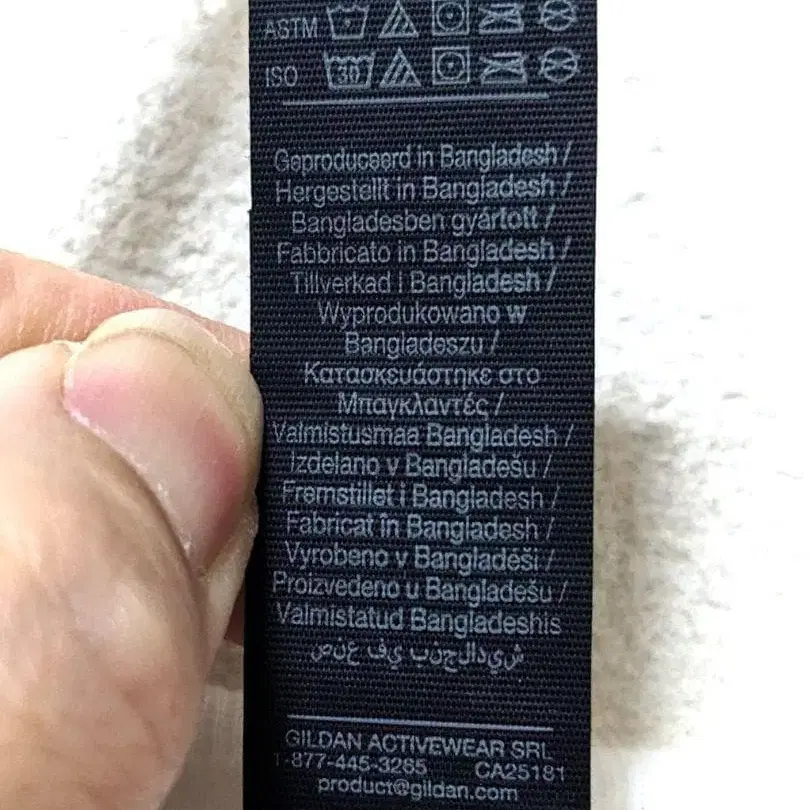 ASTM
ISO 30
Geproduceerd in Bangladesh /
Hergestellt in Bangladesh /
Bangladesben gyártott /
Fabbricato in Bangladesh /
Tillverkad i Bangladesh /
Wyprodukowano w
Bangladeszu /
Κατασκευάστηκε στο
Μπαγκλαντές /
Valmistusmaa Bangladesh /
Izdelano v Bangladešu /
Fremstillet i Bangladesh /
Fabricat în Bangladesh /
Vyrobeno v Bangladéši /
Proizvedeno u Bangladešu /
Valmistatud Bangladeshis
صنع في بنجلاديش
GILDAN ACTIVEWEAR SRL
1-877-445-3265 CA25181
product@gildan.com